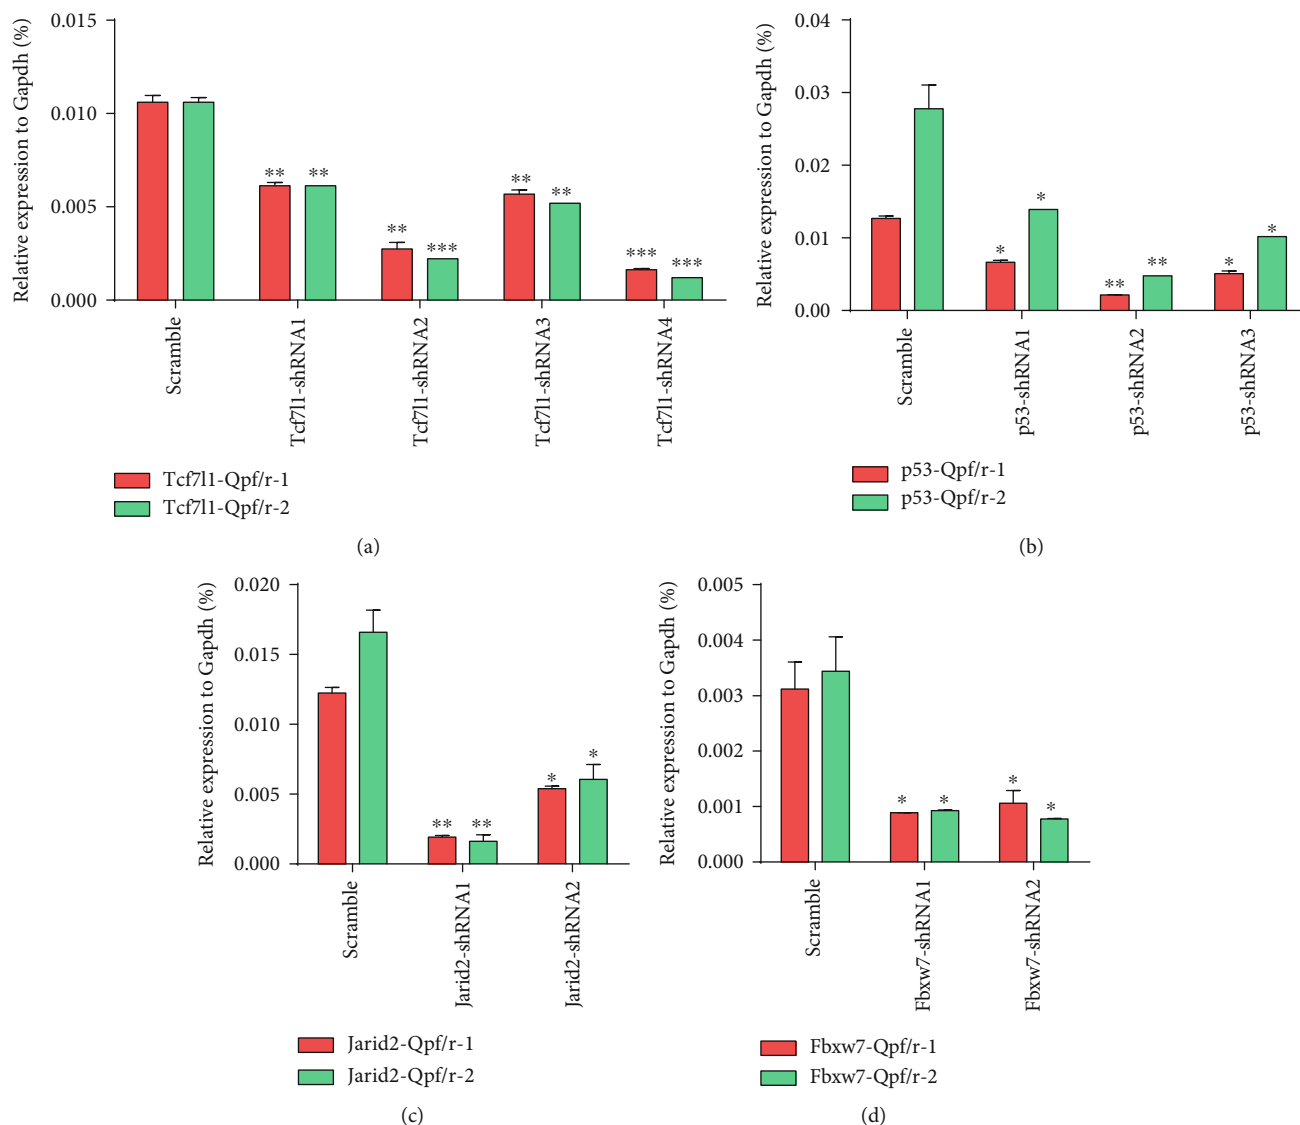 Relative expression to Gapdh (%)
0.015
0.010
0.005
0.000
**
**
**
***
**
**
***
***
Scramble
Tcf7l1-shRNA1
Tcf7l1-shRNA2
Tcf7l1-shRNA3
Tcf7l1-shRNA4
Tcf7l1-Qpf/r-1
Tcf7l1-Qpf/r-2
(a)
Relative expression to Gapdh (%)
0.04
0.03
0.02
0.01
0.00
*
*
**
**
*
*
Scramble
p53-shRNA1
p53-shRNA2
p53-shRNA3
p53-Qpf/r-1
p53-Qpf/r-2
(b)
Relative expression to Gapdh (%)
0.020
0.015
0.010
0.005
0.000
**
**
*
*
Scramble
Jarid2-shRNA1
Jarid2-shRNA2
Jarid2-Qpf/r-1
Jarid2-Qpf/r-2
(c)
Relative expression to Gapdh (%)
0.005
0.004
0.003
0.002
0.001
0.000
*
*
*
*
Scramble
Fbxw7-shRNA1
Fbxw7-shRNA2
Fbxw7-Qpf/r-1
Fbxw7-Qpf/r-2
(d)